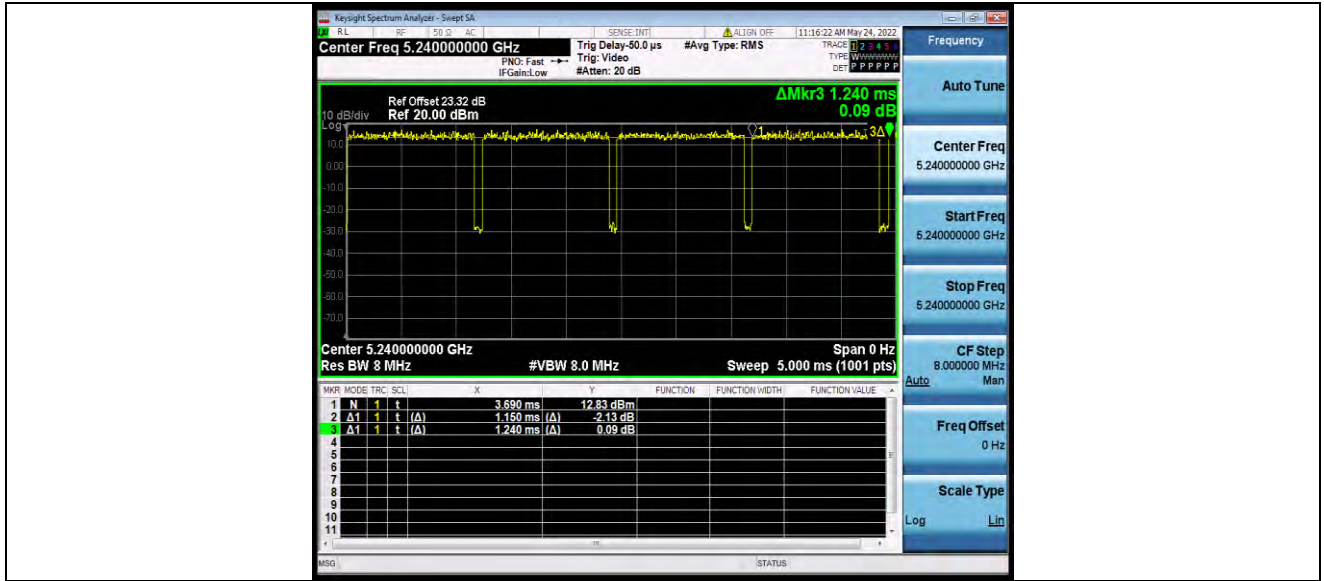 Keysight Spectrum Analyzer - Swept SA
RL RF 50 Ω AC SENSE:INT ALIGN OFF 11:16:22 AM May 24, 2022
Center Freq 5.240000000 GHz
PNO: Fast
IFGain:Low
Trig Delay-50.0 µs
Trig: Video
#Atten: 20 dB
#Avg Type: RMS
TRACE 1 2 3 4 5 6
TYPE WWWWWW
DET P P P P P P
ΔMkr3 1.240 ms
0.09 dB
Ref Offset 23.32 dB
10 dB/div Ref 20.00 dBm
Log
1
3Δ
10.0
0.00
-10.0
-20.0
-30.0
-40.0
-50.0
-60.0
-70.0
Center 5.240000000 GHz Span 0 Hz
Res BW 8 MHz #VBW 8.0 MHz Sweep 5.000 ms (1001 pts)
MKR MODE TRC SCL X Y FUNCTION FUNCTION WIDTH FUNCTION VALUE
1 N 1 t 3.690 ms 12.83 dBm
2 Δ1 1 t (Δ) 1.150 ms (Δ) -2.13 dB
3 Δ1 1 t (Δ) 1.240 ms (Δ) 0.09 dB
4
5
6
7
8
9
10
11
MSG STATUS
Frequency
Auto Tune
Center Freq
5.240000000 GHz
Start Freq
5.240000000 GHz
Stop Freq
5.240000000 GHz
CF Step
8.000000 MHz
Auto Man
Freq Offset
0 Hz
Scale Type
Log Lin